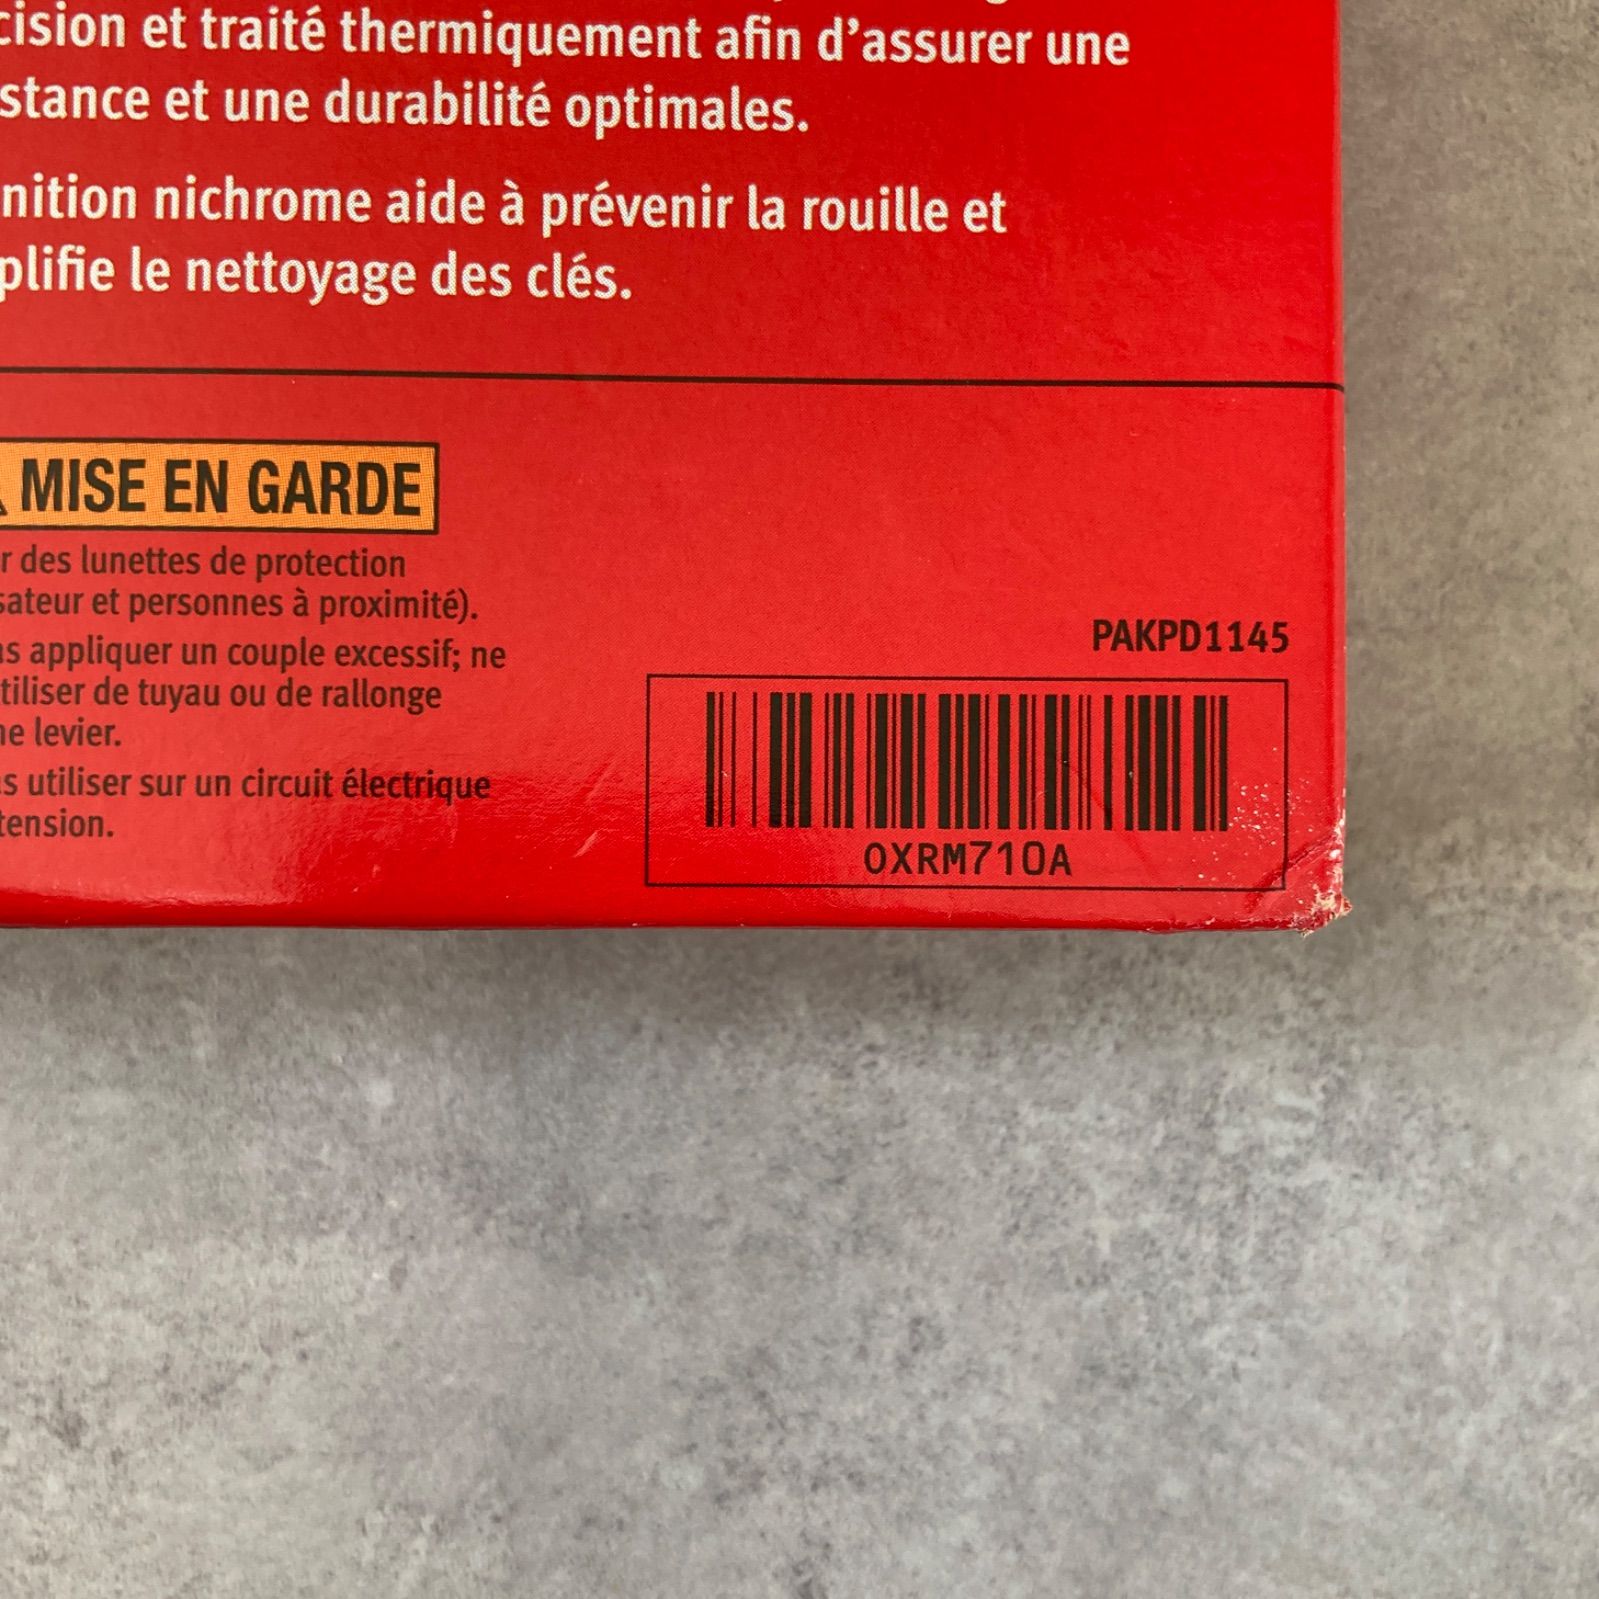 cision et traité thermiquement afin d’assurer une
stance et une durabilité optimales.
nition nichrome aide à prévenir la rouille et
plifie le nettoyage des clés.
MISE EN GARDE
r des lunettes de protection
sateur et personnes à proximité).
as appliquer un couple excessif; ne
tiliser de tuyau ou de rallonge
ne levier.
s utiliser sur un circuit électrique
tension.
PAKPD1145
OXRM710A